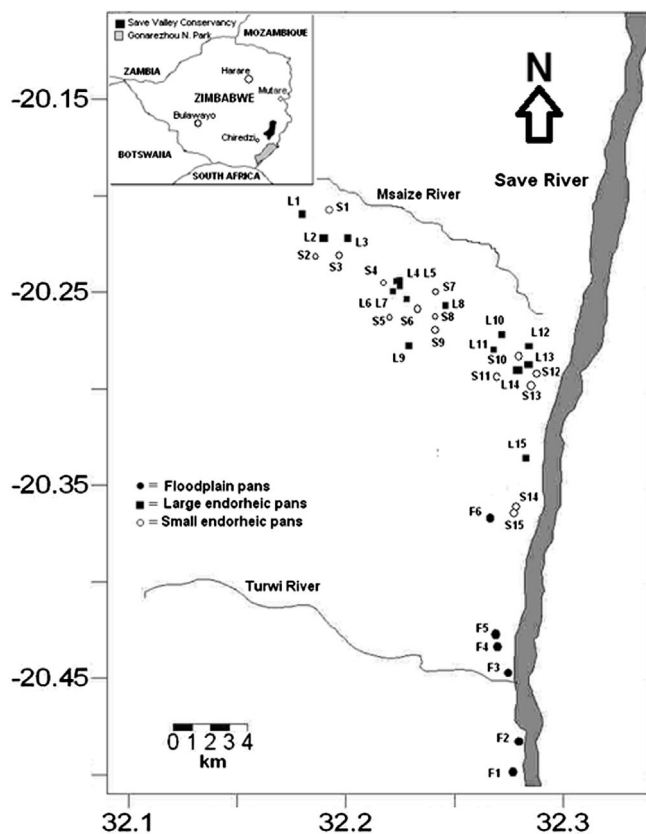 Save Valley Conservancy
Gonarezhou N. Park
MOZAMBIQUE
ZAMBIA
Harare
ZIMBABWE
Mutare
Bulawayo
Chiredzi
BOTSWANA
SOUTH AFRICA
N
Save River
Msaize River
-20.15
-20.25
-20.35
-20.45
L1
S1
L2
L3
S2
S3
S4
L4 L5
S7
L6 L7
L8
S5
S6
S8
S9
L9
L10
L12
L11
S10
L13
S11
L14
S12
S13
L15
S14
F6
S15
= Floodplain pans
= Large endorheic pans
= Small endorheic pans
Turwi River
F5
F4
F3
F2
F1
0 1 2 3 4
km
32.1
32.2
32.3